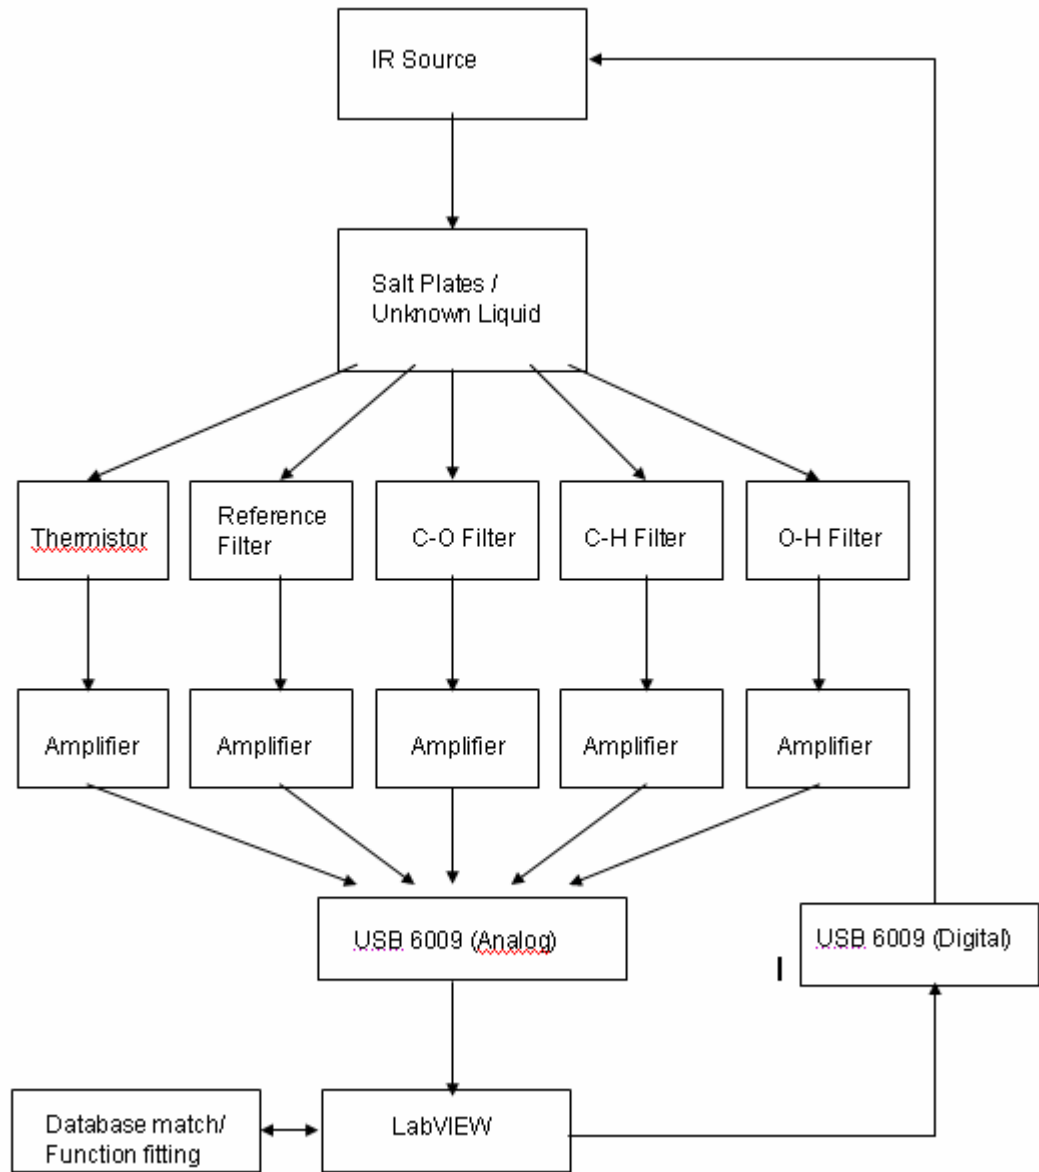 IR Source
Salt Plates /
Unknown Liquid
Thermistor
Reference
Filter
C-O Filter
C-H Filter
O-H Filter
Amplifier
Amplifier
Amplifier
Amplifier
Amplifier
USB 6009 (Analog)
USB 6009 (Digital)
Database match/
Function fitting
LabVIEW